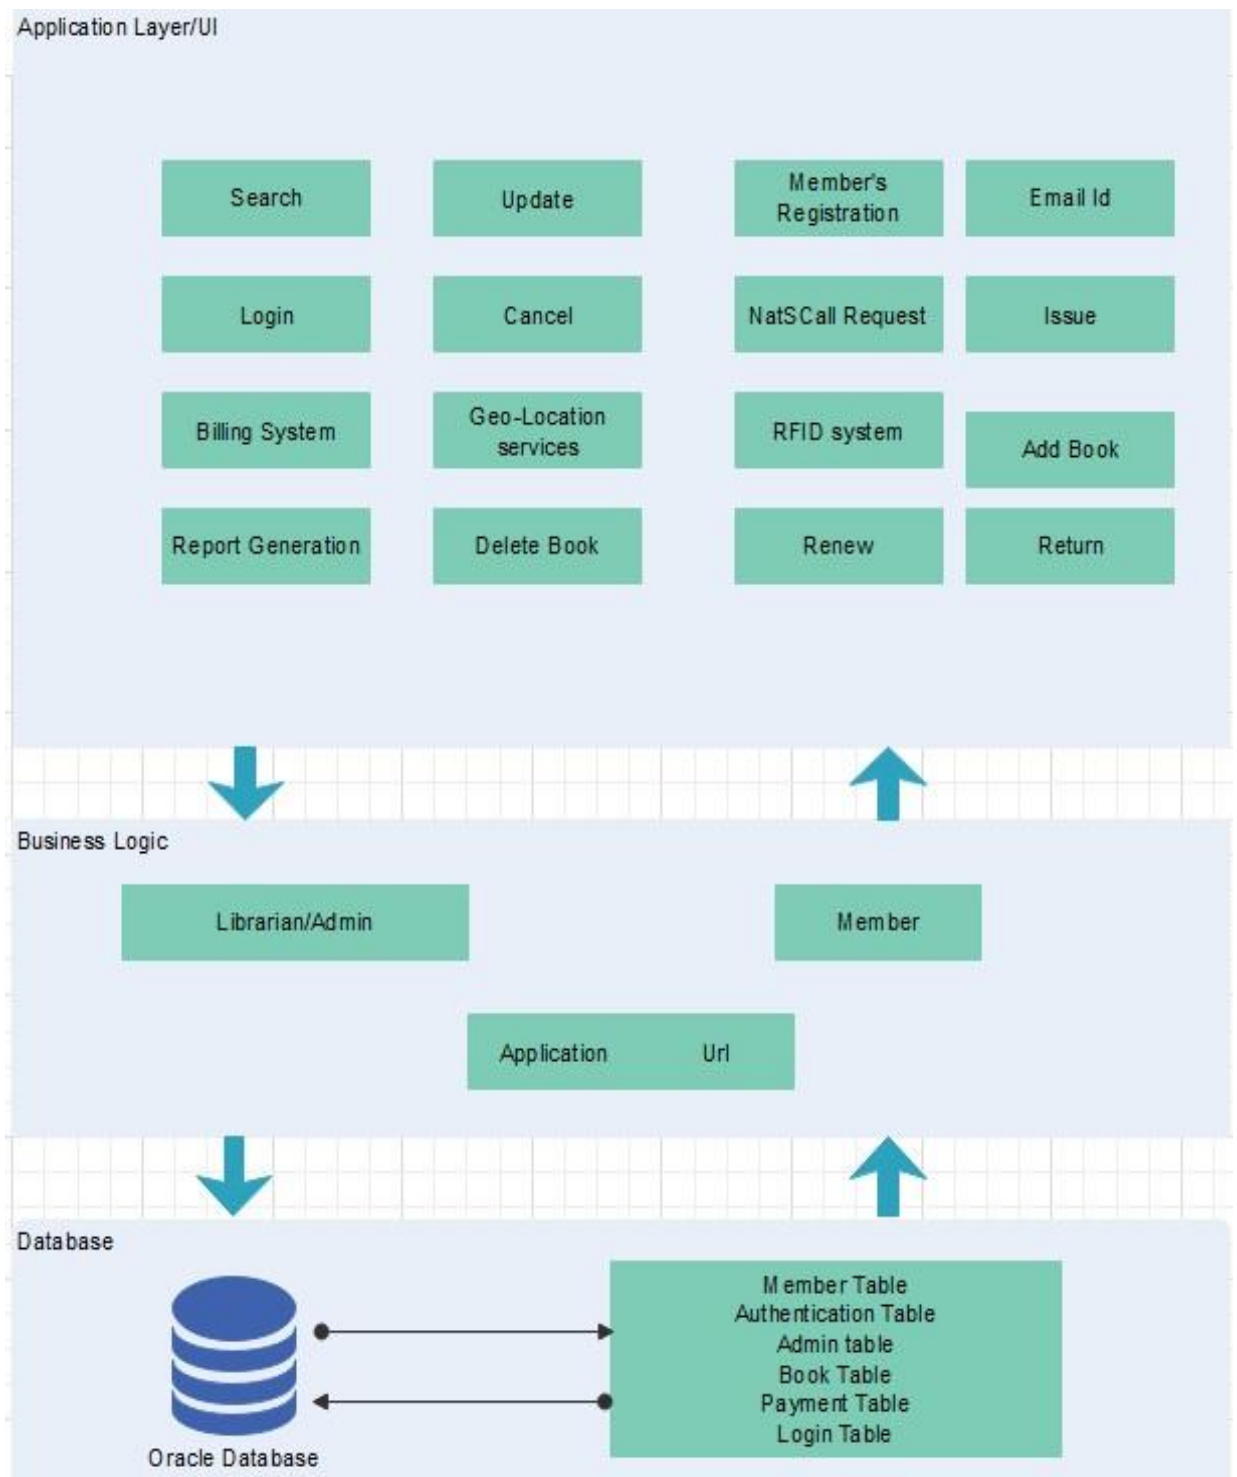 Application Layer/UI
Search
Update
Member's
Registration
Email Id
Login
Cancel
NatSCall Request
Issue
Billing System
Geo-Location
services
RFID system
Add Book
Report Generation
Delete Book
Renew
Return
Business Logic
Librarian/Admin
Member
Application Url
Database
Member Table
Authentication Table
Admin table
Book Table
Payment Table
Login Table
Oracle Database